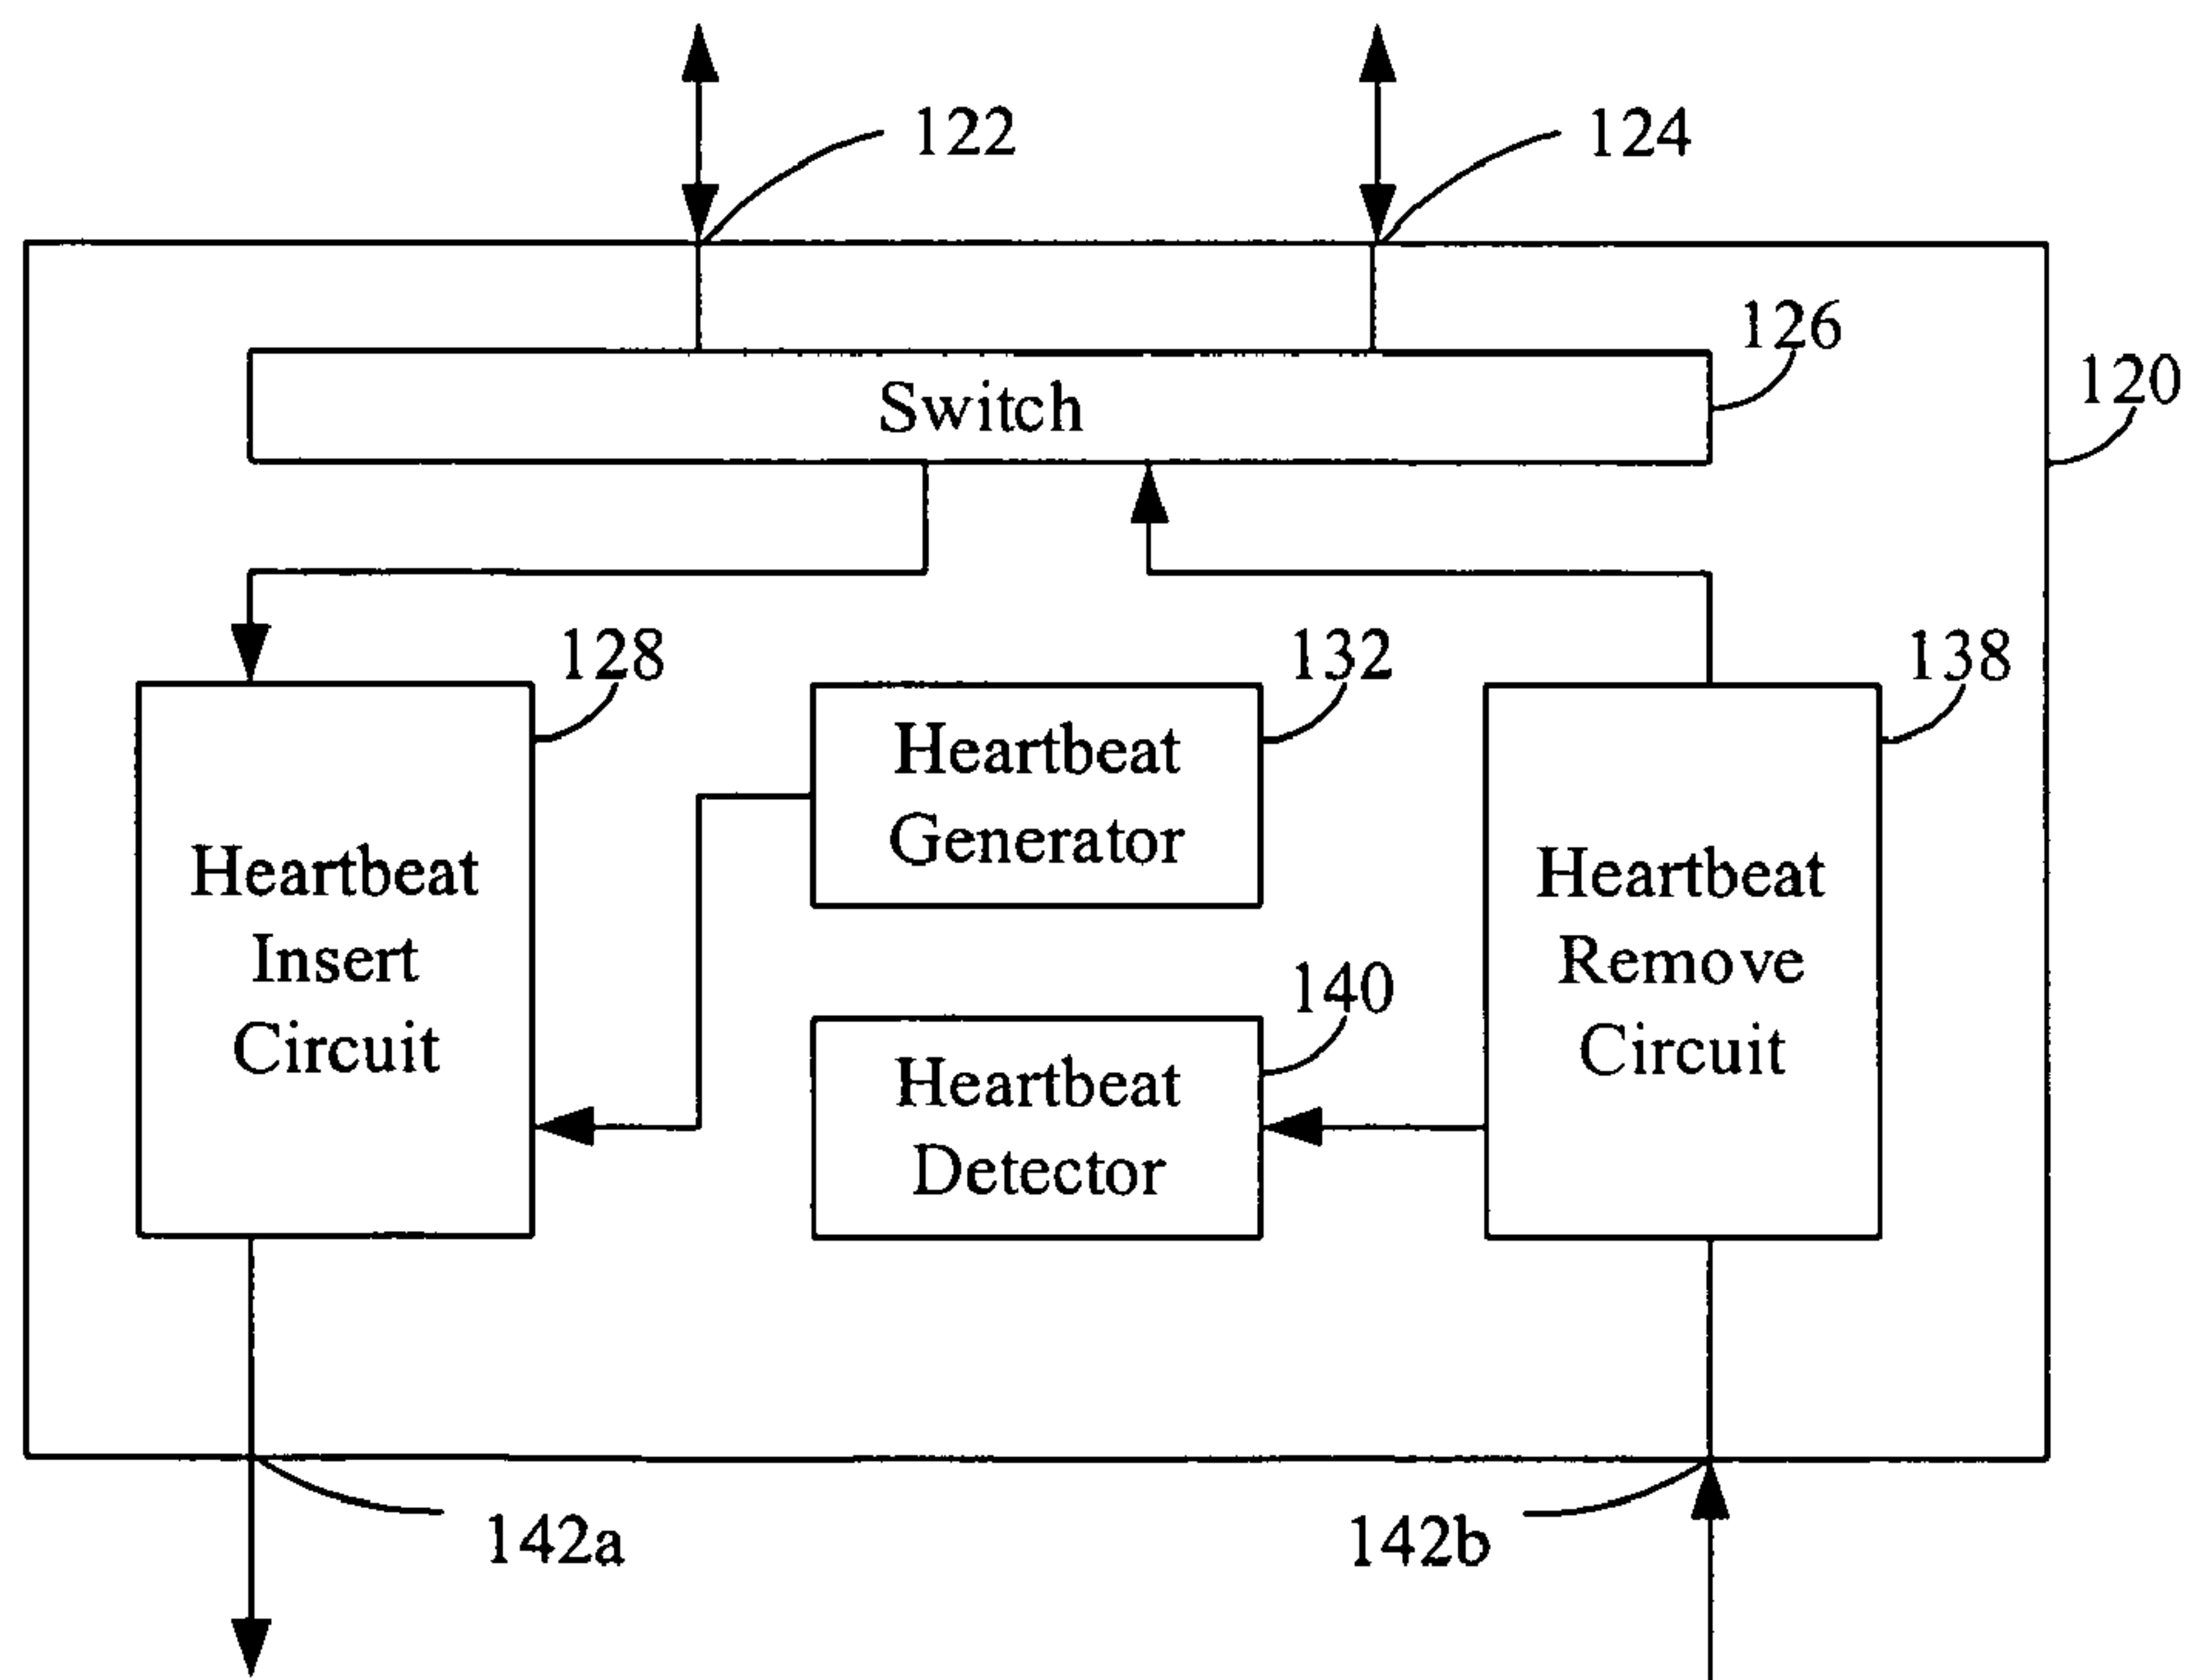 122
124
126
Switch
120
128
132
138
Heartbeat
Generator
Heartbeat
Insert
Circuit
Heartbeat
Remove
Circuit
140
Heartbeat
Detector
142a
142b